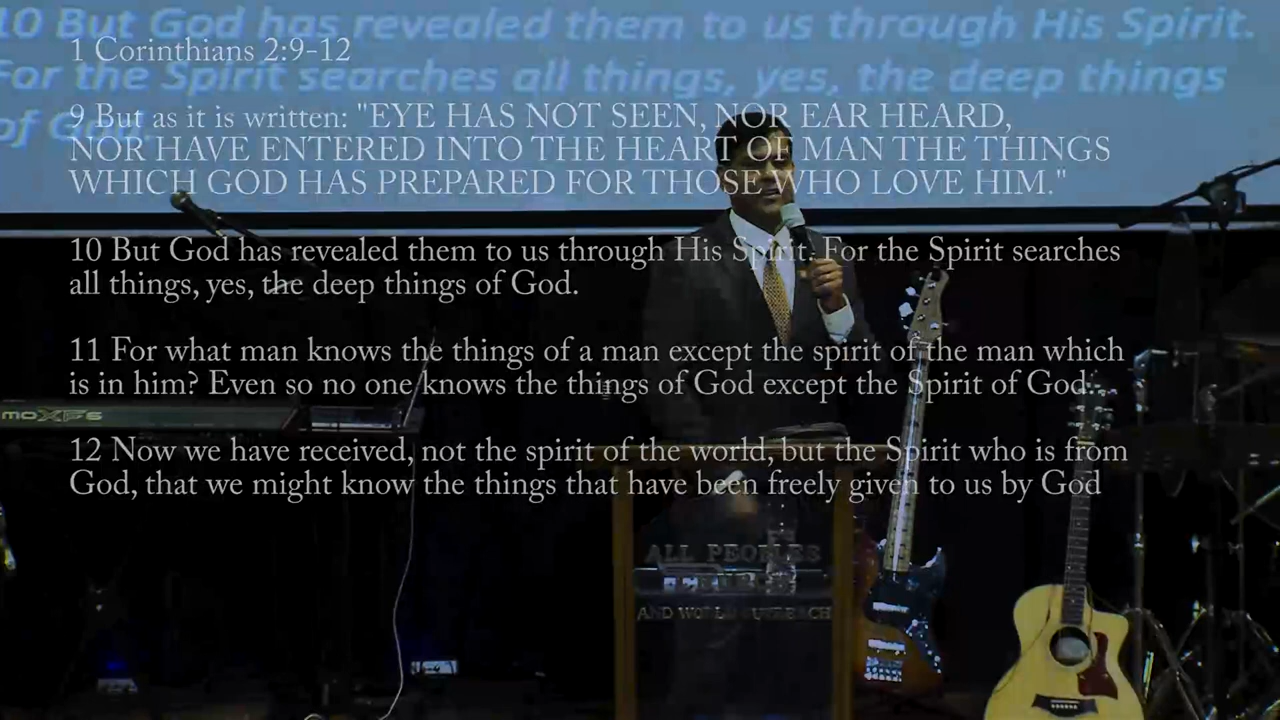 10 But God has revealed them to us through His Spirit.
For the Spirit searches all things, yes, the deep things
of God.
1 Corinthians 2:9-12
9 But as it is written: "EYE HAS NOT SEEN, NOR EAR HEARD,
NOR HAVE ENTERED INTO THE HEART OF MAN THE THINGS
WHICH GOD HAS PREPARED FOR THOSE WHO LOVE HIM."
10 But God has revealed them to us through His Spirit. For the Spirit searches
all things, yes, the deep things of God.
11 For what man knows the things of a man except the spirit of the man which
is in him? Even so no one knows the things of God except the Spirit of God.
12 Now we have received, not the spirit of the world, but the Spirit who is from
God, that we might know the things that have been freely given to us by God
MOXF6
ALL PEOPLES
CHURCH
AND WORLD OUTREACH